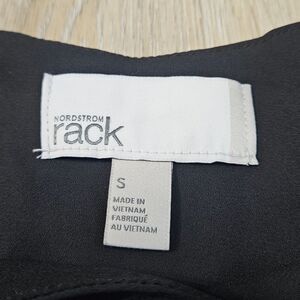 NORDSTROM
rack
S
MADE IN
VIETNAM
FABRIQUÉ
AU VIETNAM